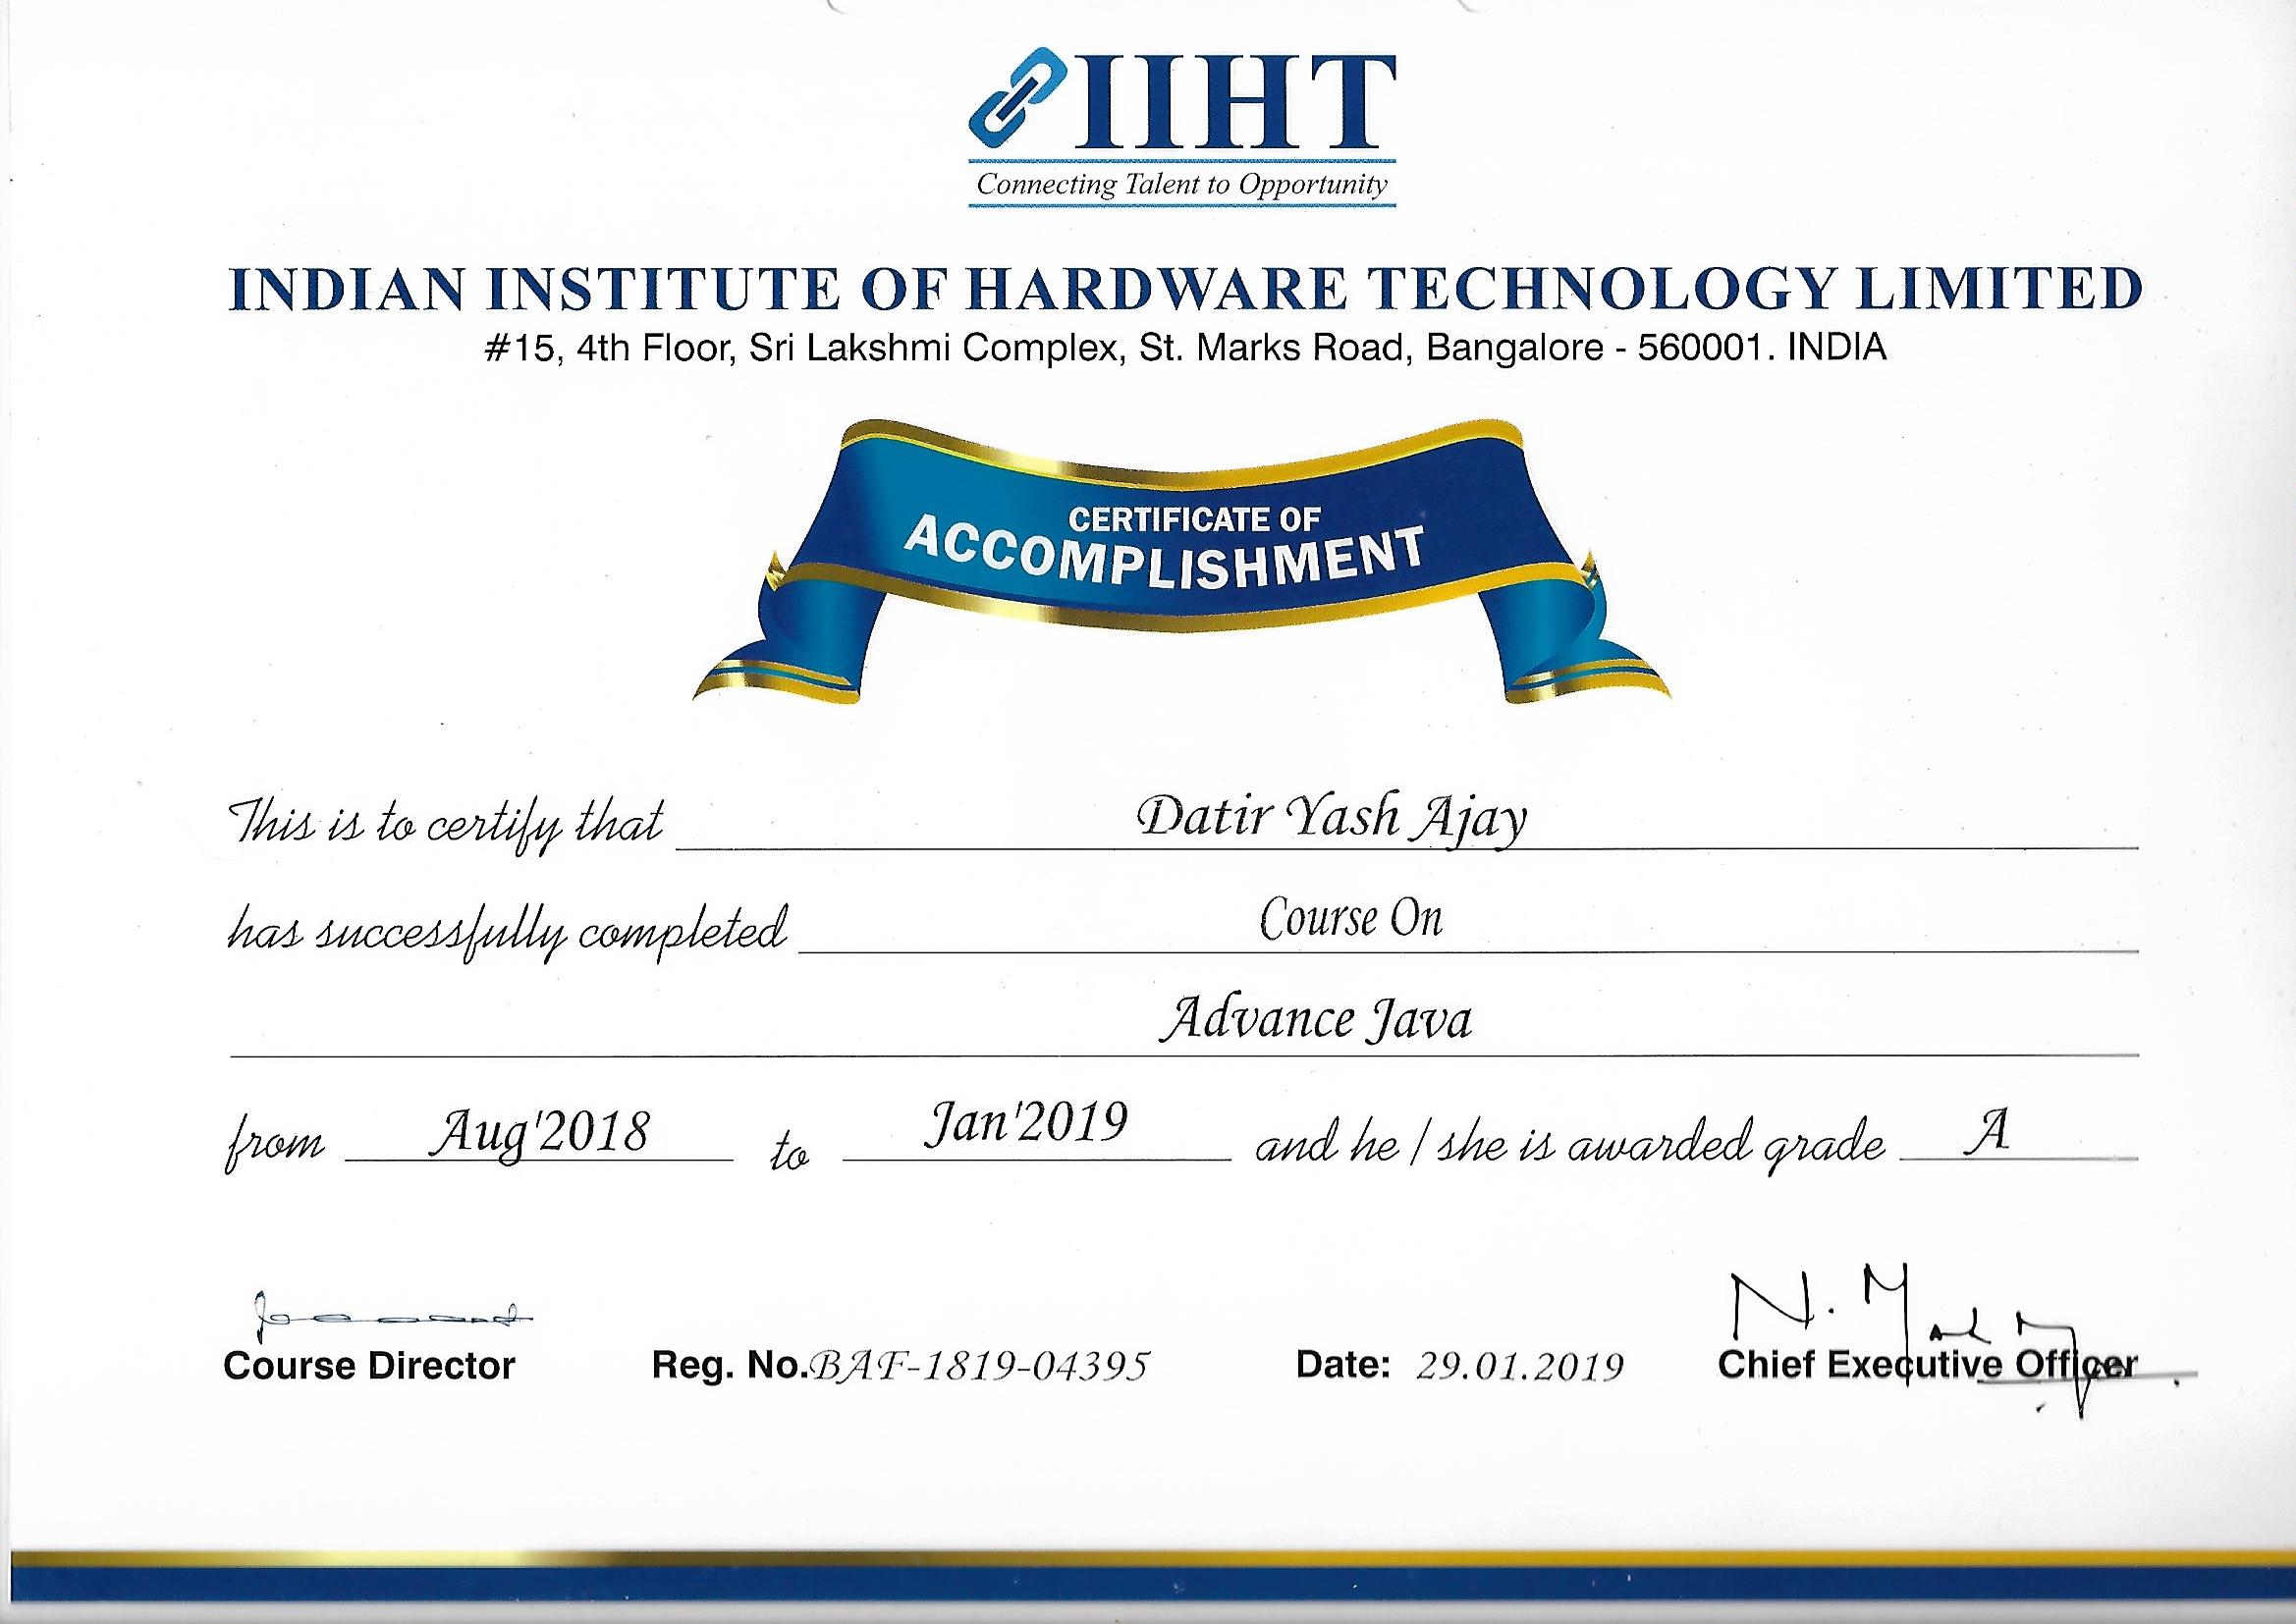 IIHT
Connecting Talent to Opportunity
INDIAN INSTITUTE OF HARDWARE TECHNOLOGY LIMITED
#15, 4th Floor, Sri Lakshmi Complex, St. Marks Road, Bangalore - 560001. INDIA
CERTIFICATE OF
ACCOMPLISHMENT
This is to certify that Datir Yash Ajay
has successfully completed Course On
Advance Java
from Aug'2018 to Jan'2019 and he / she is awarded grade A
Course Director Reg. No. BAF-1819-04395 Date: 29.01.2019 Chief Executive Officer